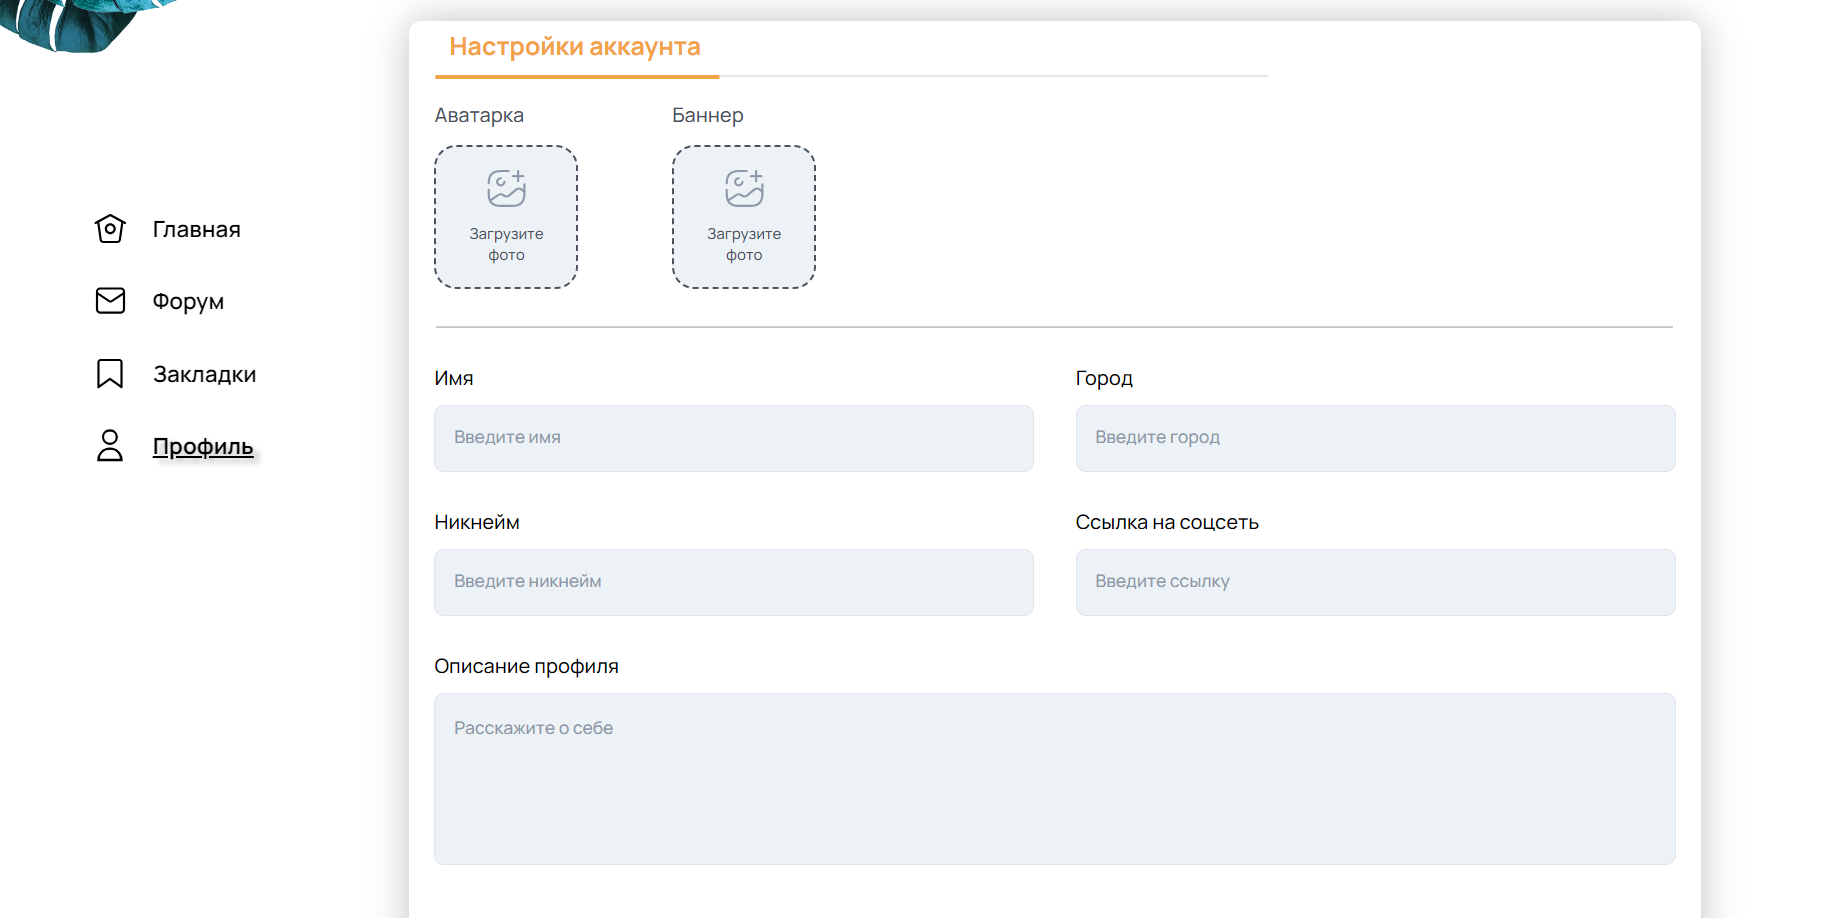 Главная
Форум
Закладки
Профиль
Настройки аккаунта
Аватарка
Баннер
Загрузите
фото
Загрузите
фото
Имя
Город
Введите имя
Введите город
Никнейм
Ссылка на соцсеть
Введите никнейм
Введите ссылку
Описание профиля
Расскажите о себе